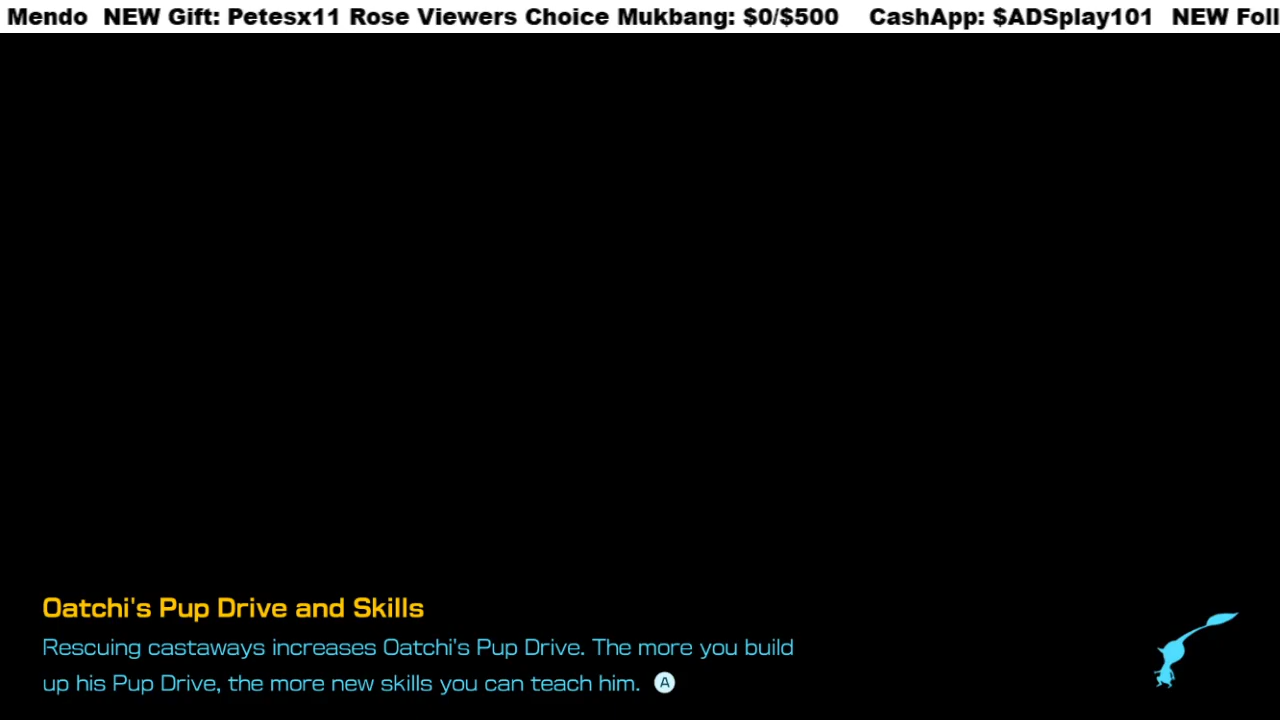 Mendo NEW Gift: Petesx11 Rose Viewers Choice Mukbang: $0/$500 CashApp: $ADSplay101 NEW Foll
Oatchi's Pup Drive and Skills
Rescuing castaways increases Oatchi's Pup Drive. The more you build
up his Pup Drive, the more new skills you can teach him. A